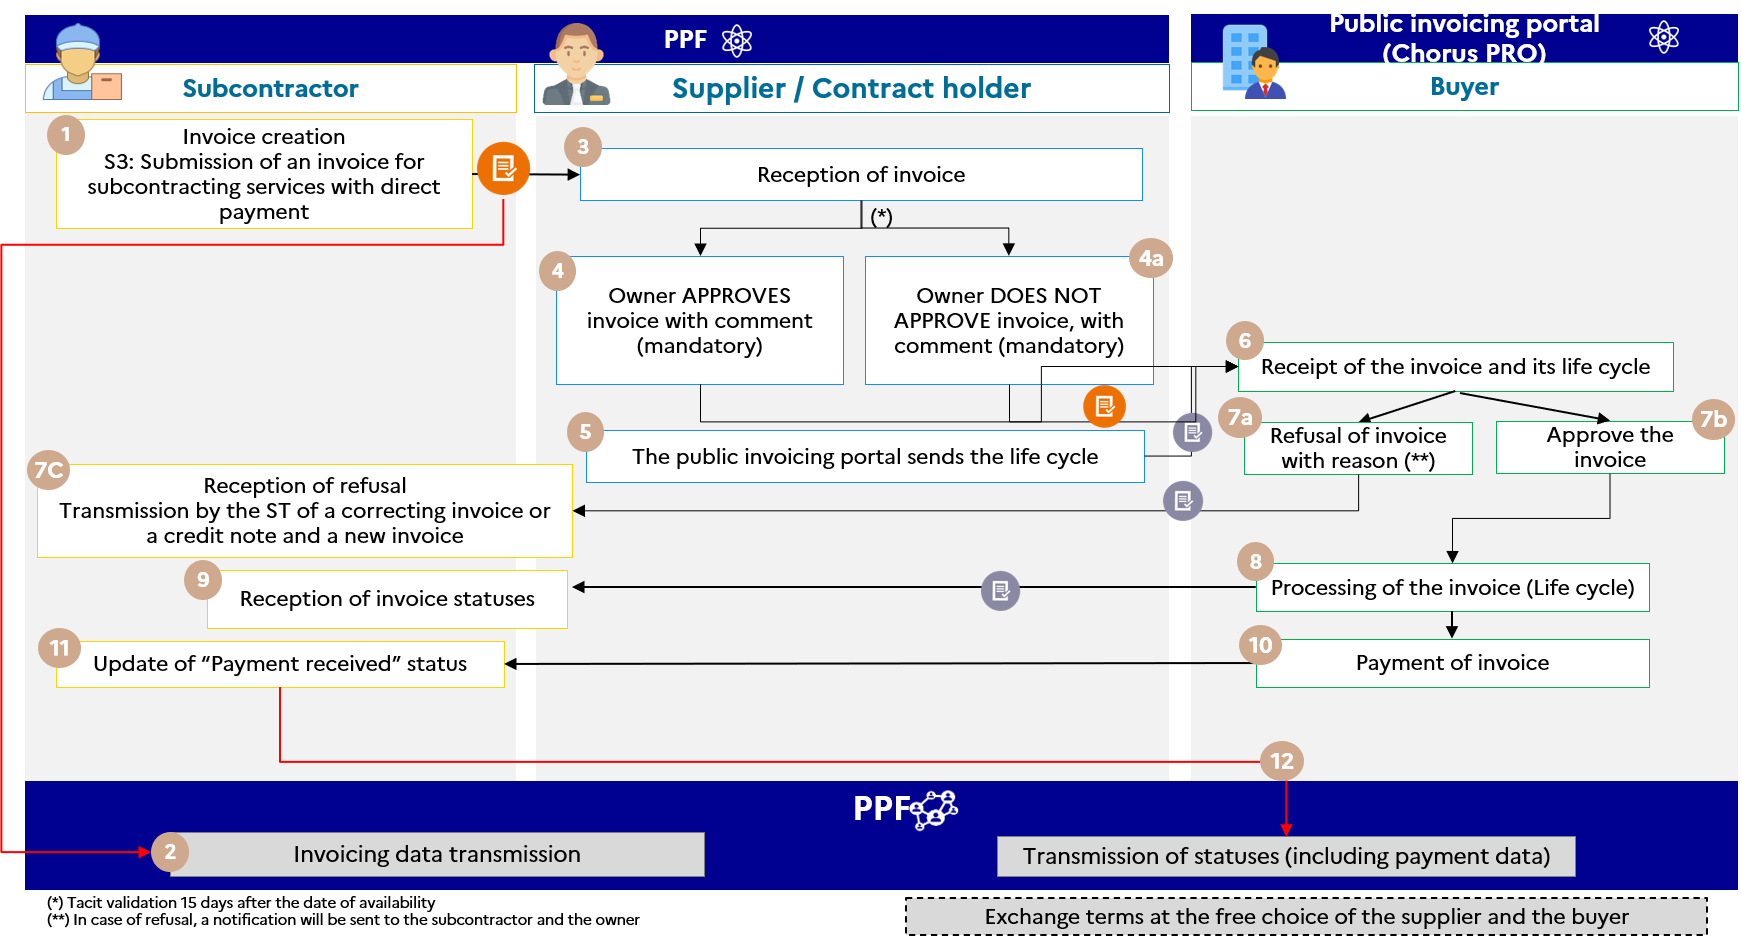 PPF
Public invoicing portal
(Chorus PRO)
Subcontractor
Supplier / Contract holder
Buyer
1
Invoice creation
S3: Submission of an invoice for
subcontracting services with direct
payment
3
Reception of invoice
(*)
4
Owner APPROVES
invoice with comment
(mandatory)
4a
Owner DOES NOT
APPROVE invoice, with
comment (mandatory)
6
Receipt of the invoice and its life cycle
5
The public invoicing portal sends the life cycle
7a
Refusal of invoice
with reason (**)
7b
Approve the
invoice
7C
Reception of refusal
Transmission by the ST of a correcting invoice or
a credit note and a new invoice
8
Processing of the invoice (Life cycle)
9
Reception of invoice statuses
10
Payment of invoice
11
Update of “Payment received” status
12
PPF
2
Invoicing data transmission
Transmission of statuses (including payment data)
(*) Tacit validation 15 days after the date of availability
(**) In case of refusal, a notification will be sent to the subcontractor and the owner
Exchange terms at the free choice of the supplier and the buyer